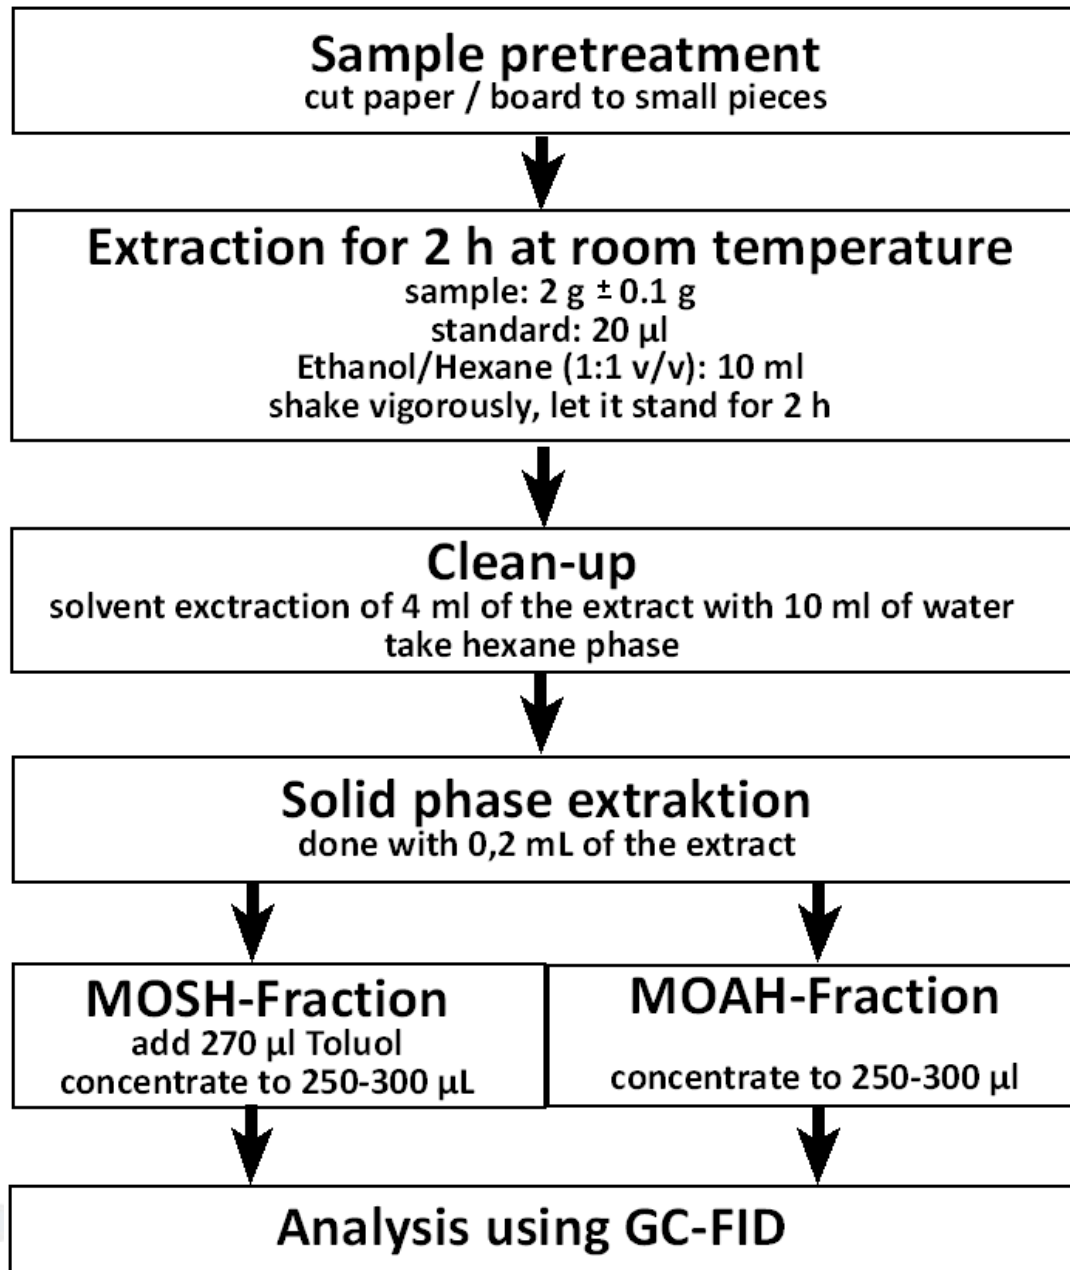 Sample pretreatment
cut paper / board to small pieces
Extraction for 2 h at room temperature
sample: 2 g ± 0.1 g
standard: 20 µl
Ethanol/Hexane (1:1 v/v): 10 ml
shake vigorously, let it stand for 2 h
Clean-up
solvent exctraction of 4 ml of the extract with 10 ml of water
take hexane phase
Solid phase extraktion
done with 0,2 mL of the extract
MOSH-Fraction
add 270 µl Toluol
concentrate to 250-300 µL
MOAH-Fraction
concentrate to 250-300 µl
Analysis using GC-FID